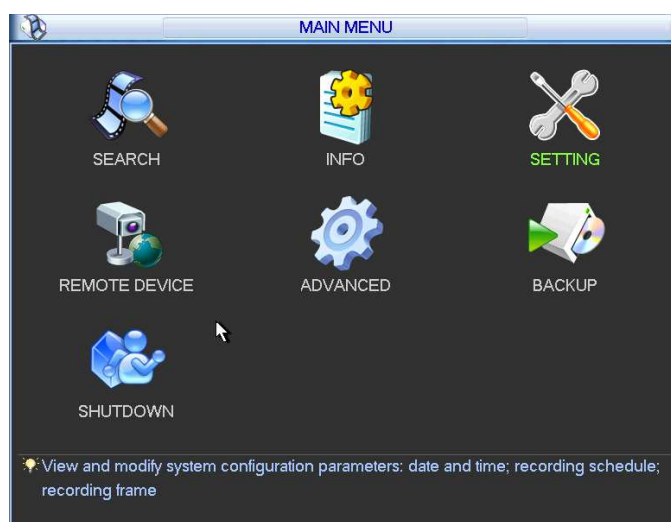 MAIN MENU
SEARCH INFO SETTING
REMOTE DEVICE ADVANCED BACKUP
SHUTDOWN
View and modify system configuration parameters: date and time; recording schedule;
recording frame